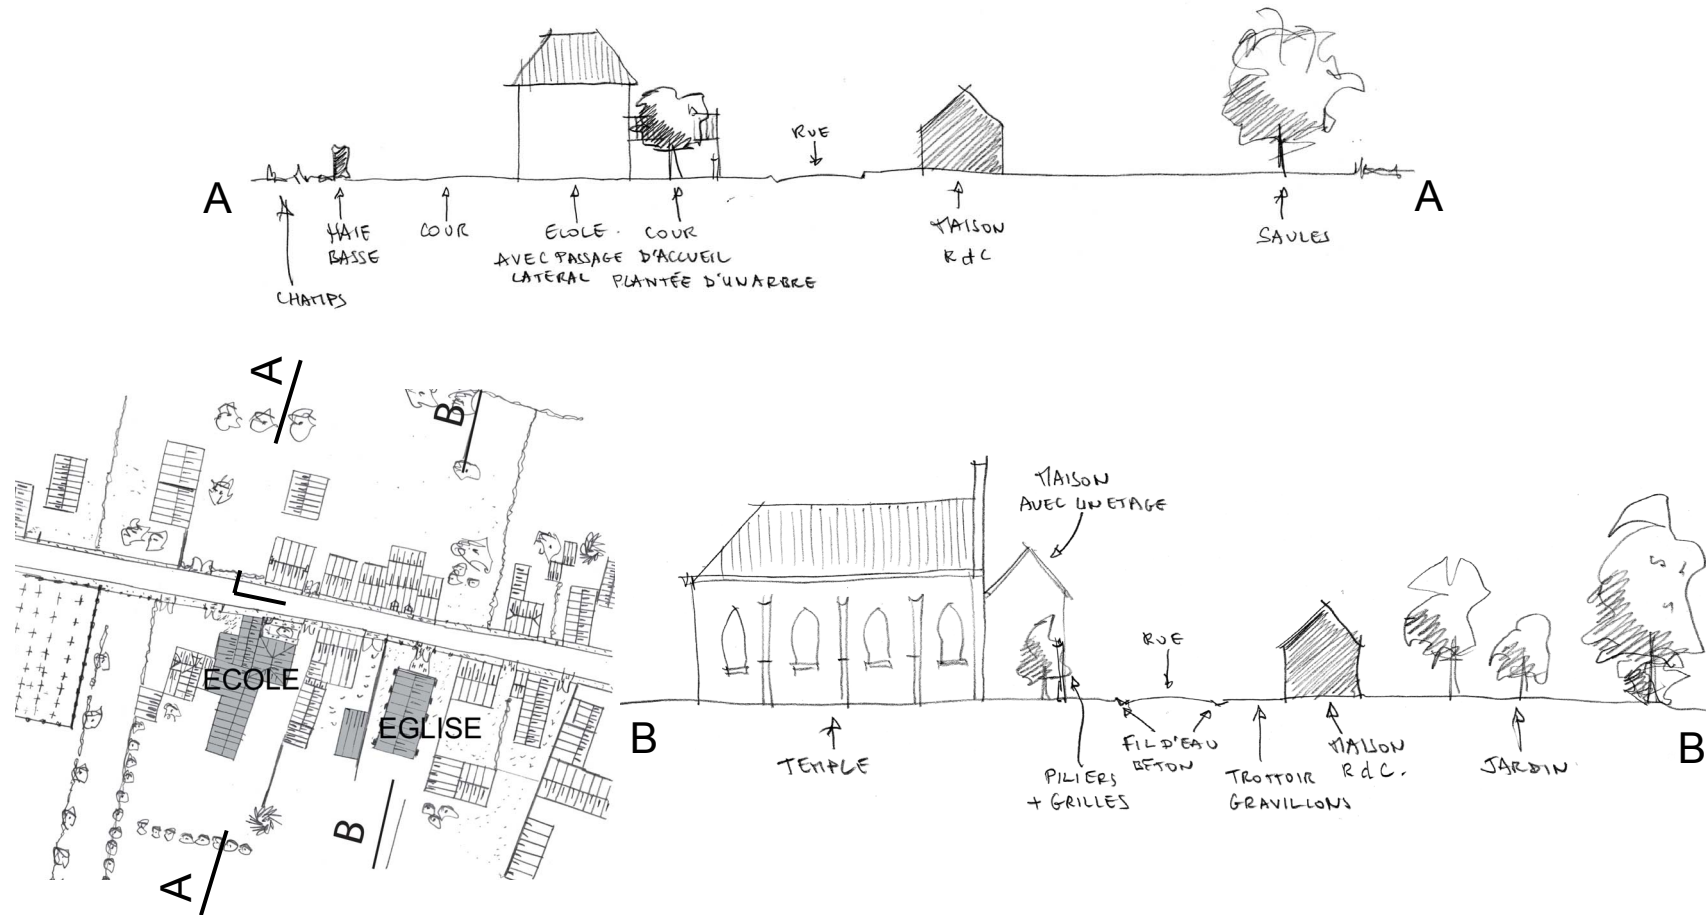 RUE
A
A
HAIE
BASSE
COUR
ECOLE.
AVEC PASSAGE
LATERAL
COUR
D'ACCUEIL
PLANTÉE D'UN ARBRE
MAISON
RdC
SAULES
CHAMPS
A
B
ECOLE
EGLISE
B
A
MAISON
AVEC UN ETAGE
RUE
B
TEMPLE
PILIERS
+ GRILLES
FIL D'EAU
BÉTON
TROTTOIR
GRAVILLONS
MAISON
RdC.
JARDIN
B